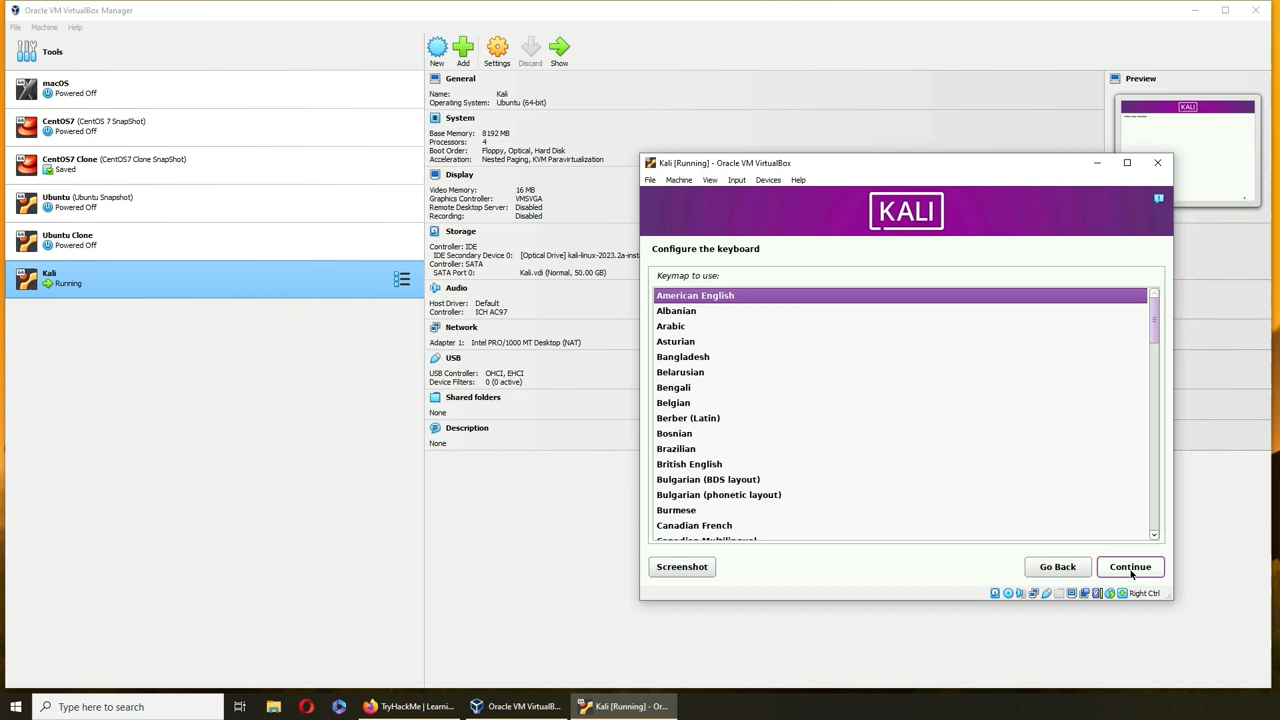 Oracle VM VirtualBox Manager
File Machine Help
Tools
macOS
Powered Off
CentOS7 (CentOS 7 SnapShot)
Powered Off
CentOS7 Clone (CentOS7 Clone SnapShot)
Saved
Ubuntu (Ubuntu Snapshot)
Powered Off
Ubuntu Clone
Powered Off
Kali
Running
New Add Settings Discard Show
General
Name: Kali
Operating System: Ubuntu (64-bit)
System
Base Memory: 8192 MB
Processors: 4
Boot Order: Floppy, Optical, Hard Disk
Acceleration: Nested Paging, KVM Paravirtualization
Display
Video Memory: 16 MB
Graphics Controller: VMSVGA
Remote Desktop Server: Disabled
Recording: Disabled
Storage
Controller: IDE
IDE Secondary Device 0: [Optical Drive] kali-linux-2023.2a-inst
Controller: SATA
SATA Port 0: Kali.vdi (Normal, 50.00 GB)
Audio
Host Driver: Default
Controller: ICH AC97
Network
Adapter 1: Intel PRO/1000 MT Desktop (NAT)
USB
USB Controller: OHCI, EHCI
Device Filters: 0 (0 active)
Shared folders
None
Description
None
Preview
KALI
Kali [Running] - Oracle VM VirtualBox
File Machine View Input Devices Help
KALI
Configure the keyboard
Keymap to use:
American English
Albanian
Arabic
Asturian
Bangladesh
Belarusian
Bengali
Belgian
Berber (Latin)
Bosnian
Brazilian
British English
Bulgarian (BDS layout)
Bulgarian (phonetic layout)
Burmese
Canadian French
Canadian Multilingual
Screenshot Go Back Continue
Right Ctrl
Type here to search
TryHackMe | Learni...
Oracle VM VirtualB...
Kali [Running] - Or...